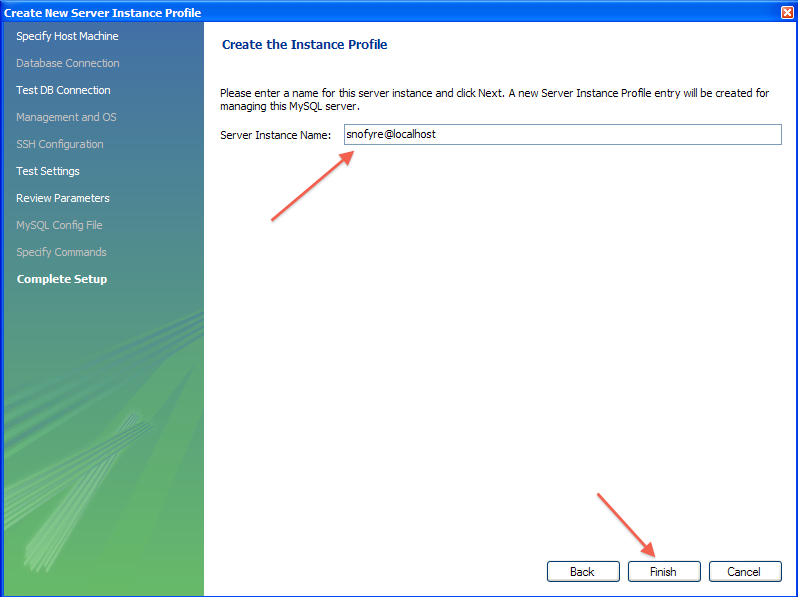 Create New Server Instance Profile
Specify Host Machine
Database Connection
Test DB Connection
Management and OS
SSH Configuration
Test Settings
Review Parameters
MySQL Config File
Specify Commands
Complete Setup
Create the Instance Profile
Please enter a name for this server instance and click Next. A new Server Instance Profile entry will be created for
managing this MySQL server.
Server Instance Name: snofyre@localhost
Back Finish Cancel